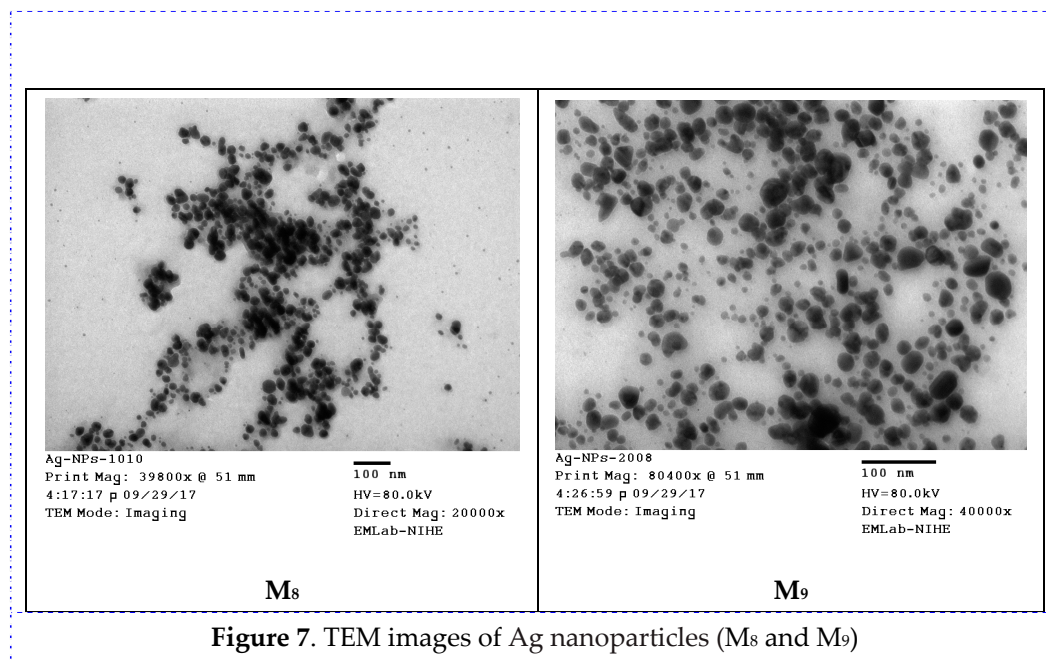 Ag-NPs-1010
Print Mag: 39800x @ 51 mm
4:17:17 p 09/29/17
TEM Mode: Imaging
100 nm
HV=80.0kV
Direct Mag: 20000x
EMLab-NIHE
M8
Ag-NPs-2008
Print Mag: 80400x @ 51 mm
4:26:59 p 09/29/17
TEM Mode: Imaging
100 nm
HV=80.0kV
Direct Mag: 40000x
EMLab-NIHE
M9
Figure 7. TEM images of Ag nanoparticles (M8 and M9)